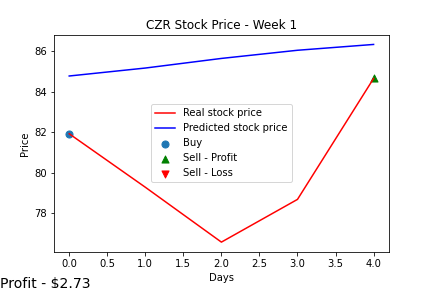 CZR Stock Price - Week 1
86
84
82
80
78
Price
Real stock price
Predicted stock price
Buy
Sell - Profit
Sell - Loss
0.0 0.5 1.0 1.5 2.0 2.5 3.0 3.5 4.0
Days
Profit - $2.73